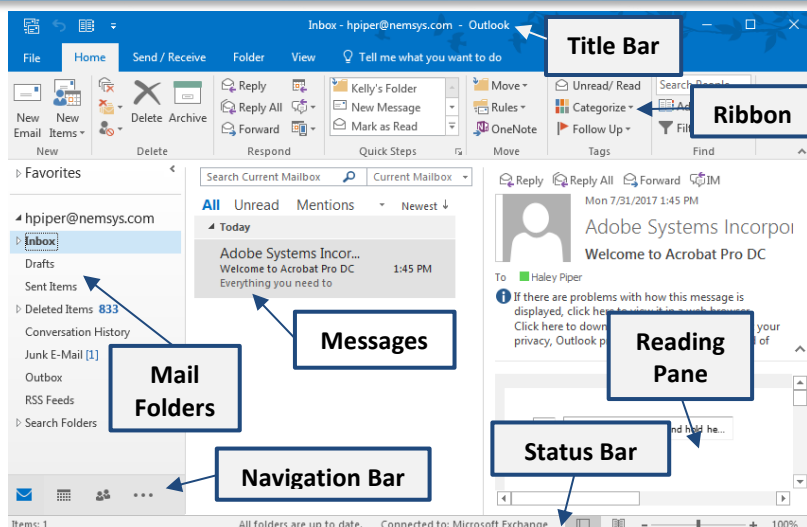 Inbox - hpiper@nemsys.com - Outlook
Title Bar
File Home Send / Receive Folder View Tell me what you want to do
New Email
New Items
Delete
Archive
Reply
Reply All
Forward
Kelly's Folder
New Message
Mark as Read
Move
Rules
OneNote
Unread/ Read
Categorize
Follow Up
Search People
Ribbon
New Delete Respond Quick Steps Move Tags Find
Favorites
hpiper@nemsys.com
Inbox
Drafts
Sent Items
Deleted Items 833
Conversation History
Junk E-Mail [1]
Outbox
RSS Feeds
Search Folders
Mail
Folders
Search Current Mailbox Current Mailbox
All Unread Mentions Newest ↓
Today
Adobe Systems Incor...
Welcome to Acrobat Pro DC 1:45 PM
Everything you need to
Messages
Reply Reply All Forward IM
Mon 7/31/2017 1:45 PM
Adobe Systems Incorpor
Welcome to Acrobat Pro DC
To Haley Piper
If there are problems with how this message is
displayed, click here to view it in a web browser.
Click here to down your
privacy, Outlook p of
Reading
Pane
nd hold he...
Status Bar
Navigation Bar
Items: 1 All folders are up to date. Connected to: Microsoft Exchange 100%